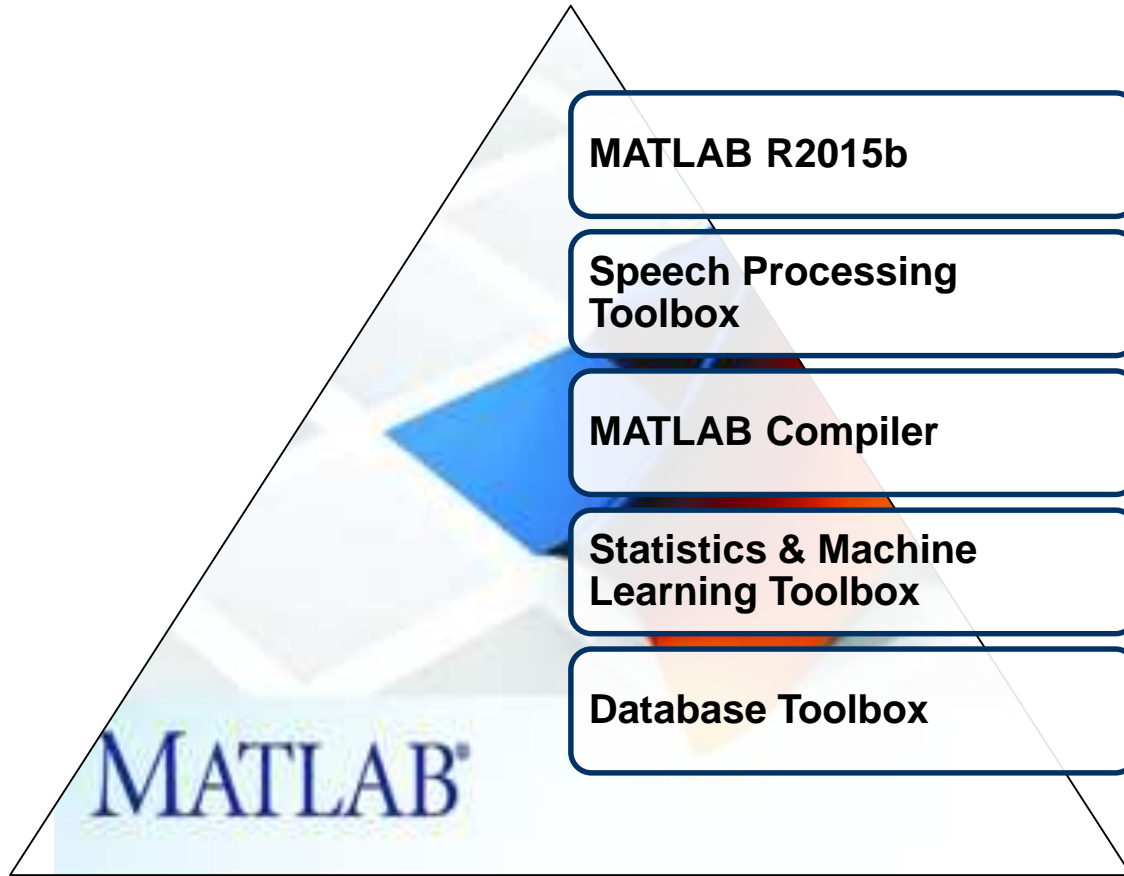 MATLAB R2015b
Speech Processing
Toolbox
MATLAB Compiler
Statistics & Machine
Learning Toolbox
Database Toolbox
MATLAB®